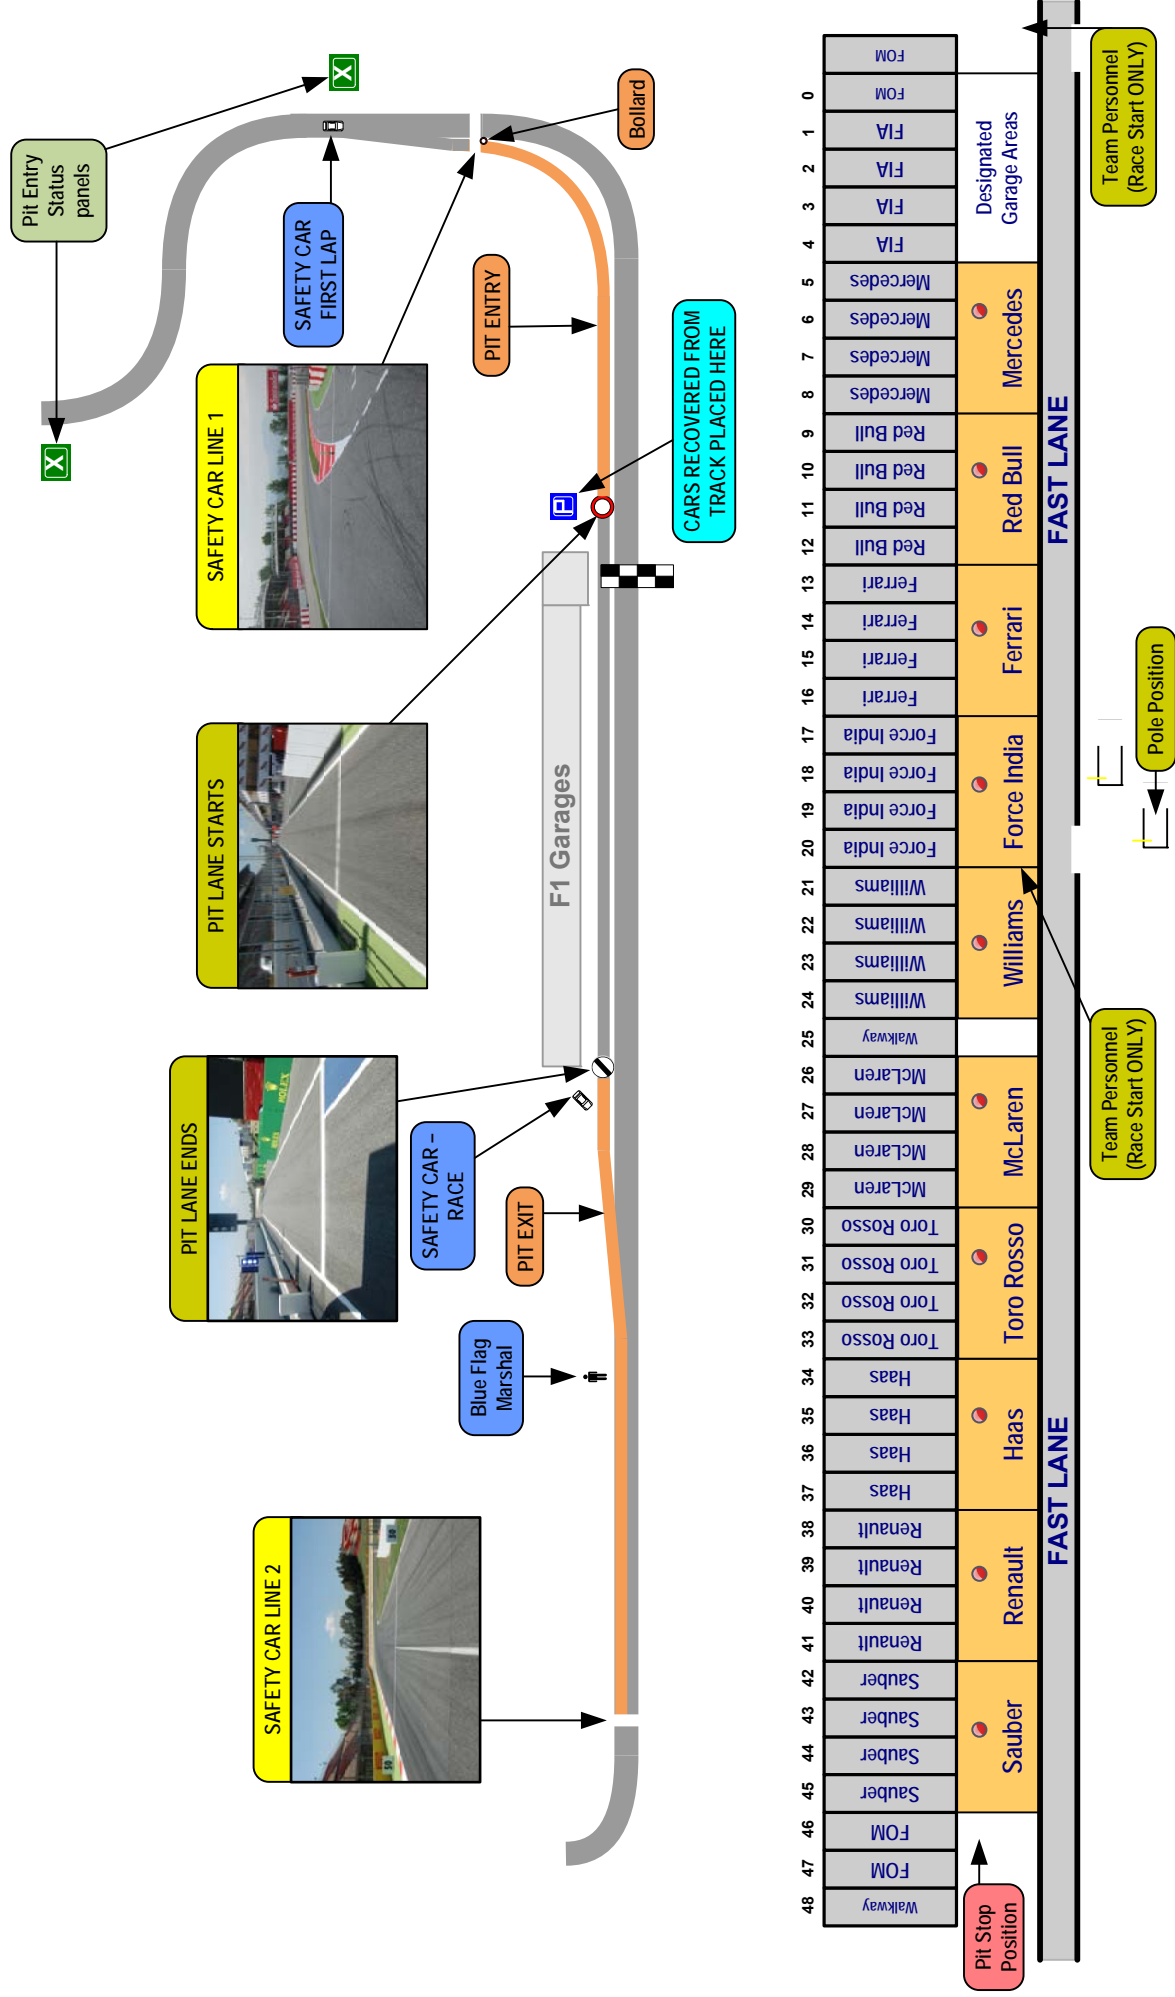 Pit Entry
Status
panels
X
X
SAFETY CAR
FIRST LAP
Bollard
SAFETY CAR LINE 1
PIT ENTRY
CARS RECOVERED FROM
TRACK PLACED HERE
P
PIT LANE STARTS
F1 Garages
PIT LANE ENDS
ROLEX
SAFETY CAR –
RACE
PIT EXIT
Blue Flag
Marshal
SAFETY CAR LINE 2
50
50
FOM
0 FOM
1 FIA
2 FIA
3 FIA
4 FIA
5 Mercedes
6 Mercedes
7 Mercedes
8 Mercedes
9 Red Bull
10 Red Bull
11 Red Bull
12 Red Bull
13 Ferrari
14 Ferrari
15 Ferrari
16 Ferrari
17 Force India
18 Force India
19 Force India
20 Force India
21 Williams
22 Williams
23 Williams
24 Williams
25 Walkway
26 McLaren
27 McLaren
28 McLaren
29 McLaren
30 Toro Rosso
31 Toro Rosso
32 Toro Rosso
33 Toro Rosso
34 Haas
35 Haas
36 Haas
37 Haas
38 Renault
39 Renault
40 Renault
41 Renault
42 Sauber
43 Sauber
44 Sauber
45 Sauber
46 FOM
47 FOM
48 Walkway
Designated
Garage Areas
Mercedes
Red Bull
Ferrari
Force India
Williams
McLaren
Toro Rosso
Haas
Renault
Sauber
Pit Stop
Position
FAST LANE
FAST LANE
Team Personnel
(Race Start ONLY)
Pole Position
Team Personnel
(Race Start ONLY)